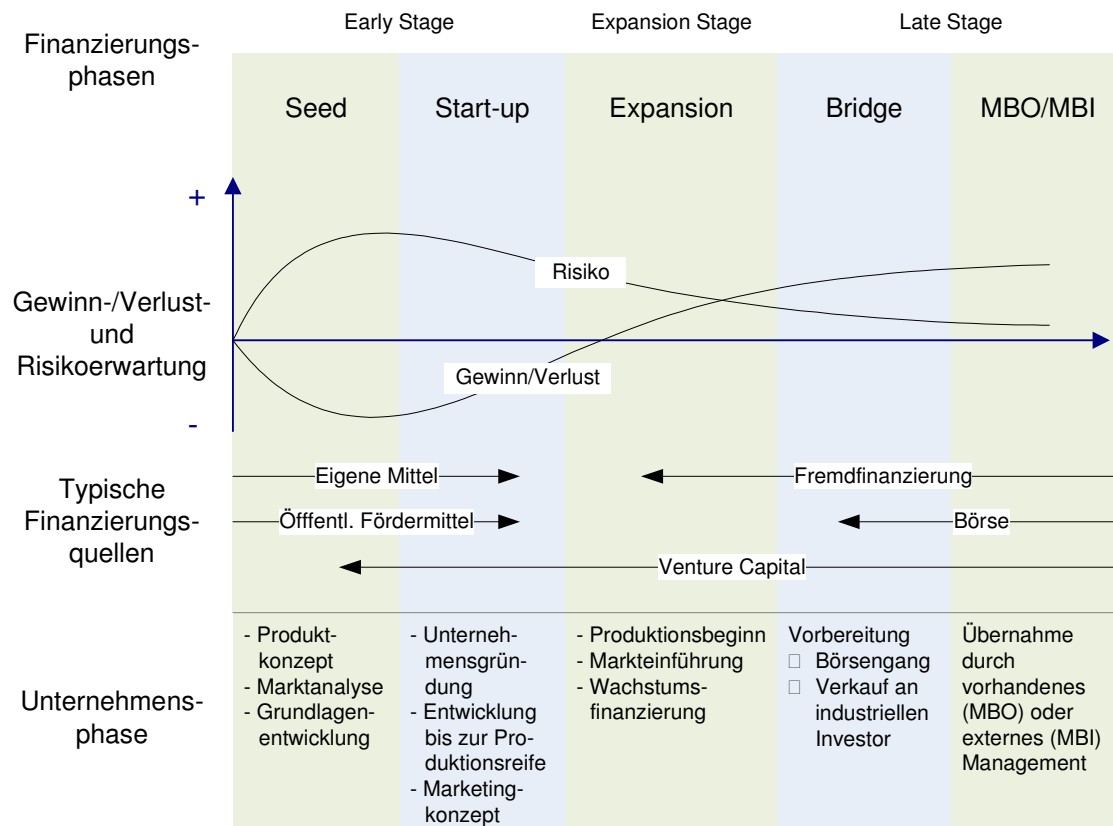 Early Stage
Expansion Stage
Late Stage
Finanzierungs-
phasen
Seed
Start-up
Expansion
Bridge
MBO/MBI
+
Risiko
Gewinn-/Verlust-
und
Risikoerwartung
Gewinn/Verlust
-
Typische
Finanzierungs-
quellen
Eigene Mittel
Fremdfinanzierung
Öfffentl. Fördermittel
Börse
Venture Capital
Unternehmens-
phase
- Produkt-
konzept
- Marktanalyse
- Grundlagen-
entwicklung
- Unterneh-
mensgrün-
dung
- Entwicklung
bis zur Pro-
duktionsreife
- Marketing-
konzept
- Produktionsbeginn
- Markteinführung
- Wachstums-
finanzierung
Vorbereitung
□ Börsengang
□ Verkauf an
industriellen
Investor
Übernahme
durch
vorhandenes
(MBO) oder
externes (MBI)
Management